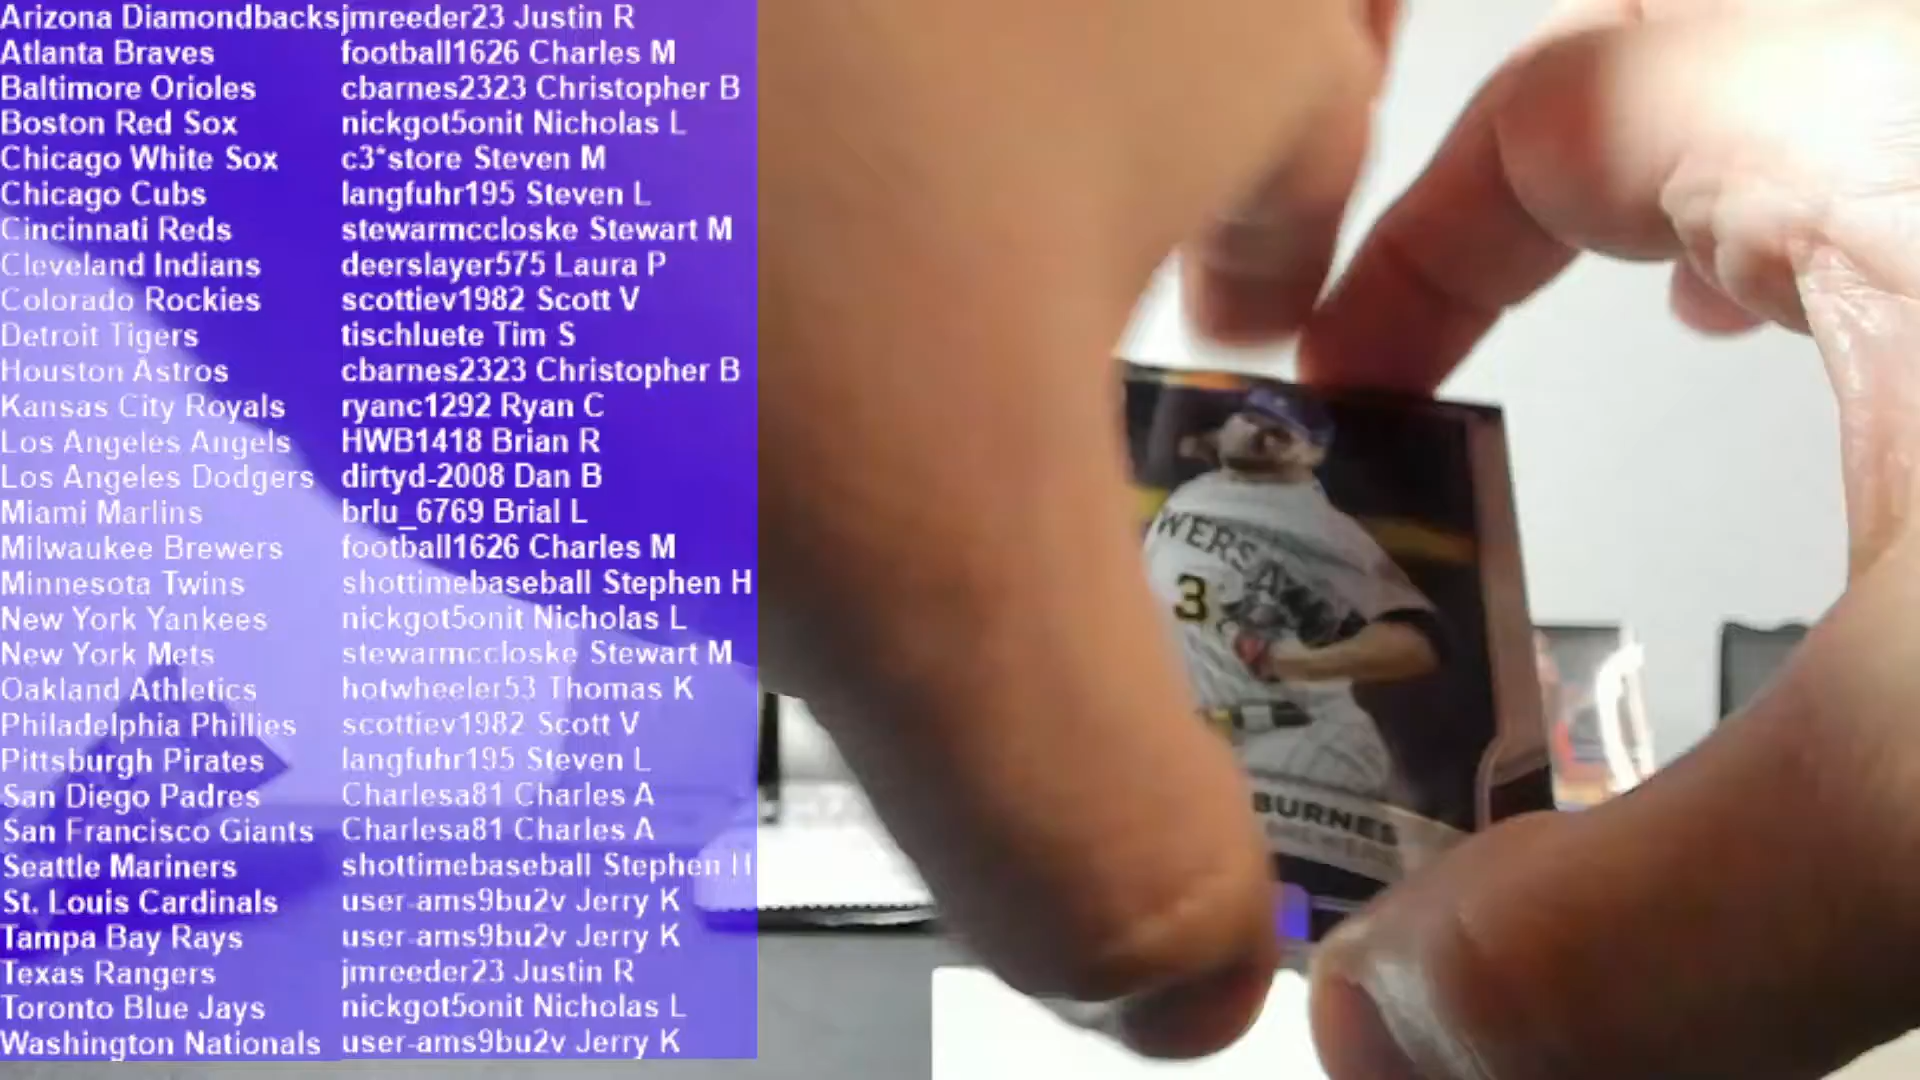 Arizona Diamondbacks jmreeder23 Justin R
Atlanta Braves football1626 Charles M
Baltimore Orioles cbarnes2323 Christopher B
Boston Red Sox nickgot5onit Nicholas L
Chicago White Sox c3*store Steven M
Chicago Cubs langfuhr195 Steven L
Cincinnati Reds stewarmccloske Stewart M
Cleveland Indians deerslayer575 Laura P
Colorado Rockies scottiev1982 Scott V
Detroit Tigers tischluete Tim S
Houston Astros cbarnes2323 Christopher B
Kansas City Royals ryanc1292 Ryan C
Los Angeles Angels HWB1418 Brian R
Los Angeles Dodgers dirtyd-2008 Dan B
Miami Marlins brlu_6769 Brial L
Milwaukee Brewers football1626 Charles M
Minnesota Twins shottimebaseball Stephen H
New York Yankees nickgot5onit Nicholas L
New York Mets stewarmccloske Stewart M
Oakland Athletics hotwheeler53 Thomas K
Philadelphia Phillies scottiev1982 Scott V
Pittsburgh Pirates langfuhr195 Steven L
San Diego Padres Charlesa81 Charles A
San Francisco Giants Charlesa81 Charles A
Seattle Mariners shottimebaseball Stephen H
St. Louis Cardinals user-ams9bu2v Jerry K
Tampa Bay Rays user-ams9bu2v Jerry K
Texas Rangers jmreeder23 Justin R
Toronto Blue Jays nickgot5onit Nicholas L
Washington Nationals user-ams9bu2v Jerry K
WERS
3
BURNES